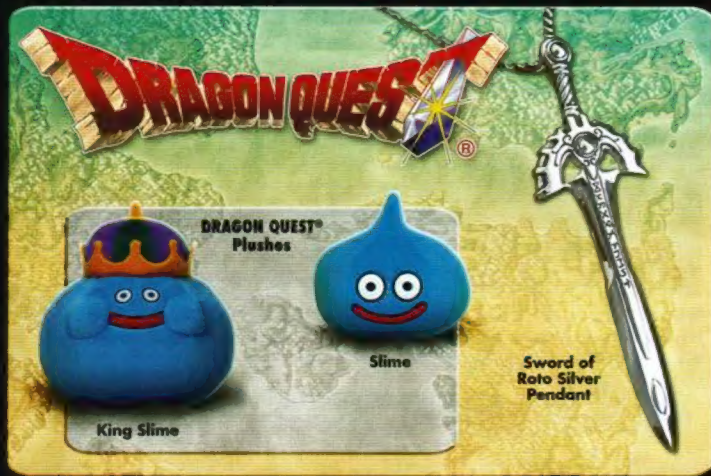 DRAGON QUEST®
DRAGON QUEST®
Plushes
Slime
King Slime
Sword of
Roto Silver
Pendant